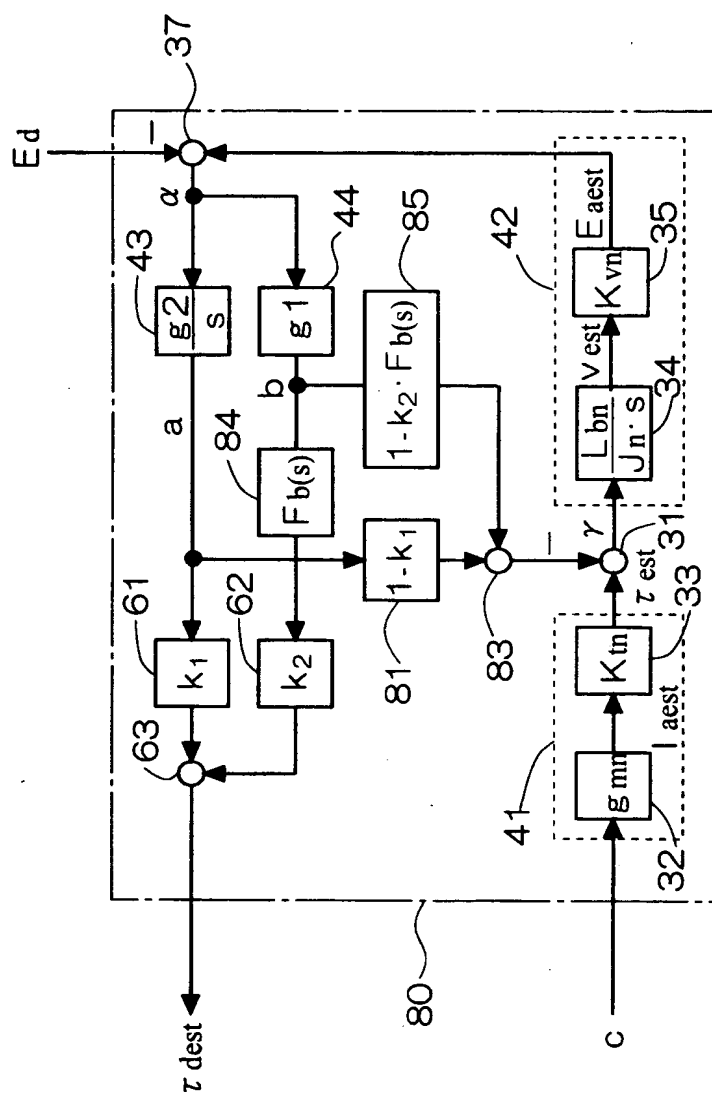 Ed
−
37
α
43
g2
s
44
g1
a
b
84
Fb(s)
85
1-k2·Fb(s)
42
Eaest
Kvn
35
vest
Lbn
Jn·s
34
61
k1
62
k2
63
1-k1
81
83
−
γ
31
τest
41
Ktn
33
Iaest
gmn
32
τdest
80
c